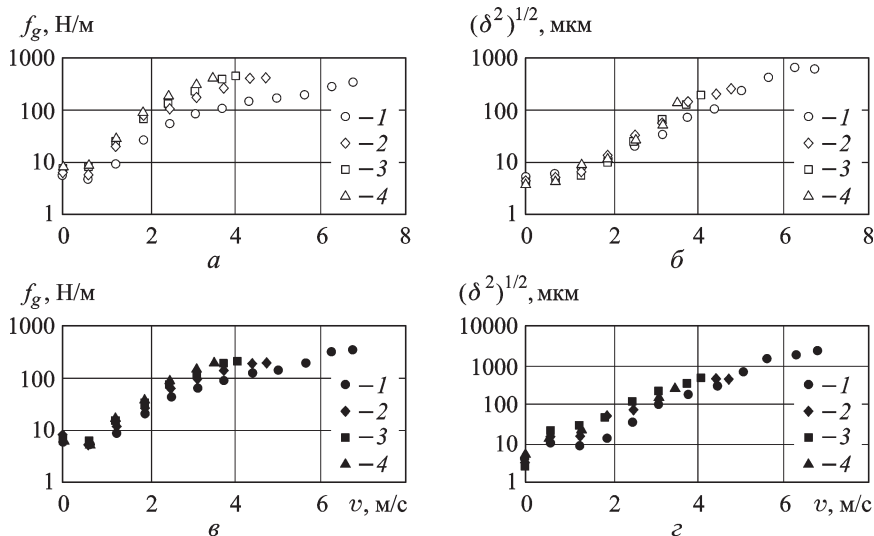 f_g, Н/м
1000
100
10
1
0 2 4 6 8
–1
–2
–3
–4
а
(δ²)^1/2, мкм
1000
100
10
1
0 2 4 6 8
–1
–2
–3
–4
б
f_g, Н/м
1000
100
10
1
0 2 4 6 v, м/с
–1
–2
–3
–4
в
(δ²)^1/2, мкм
10000
1000
100
10
1
0 2 4 6 v, м/с
–1
–2
–3
–4
г